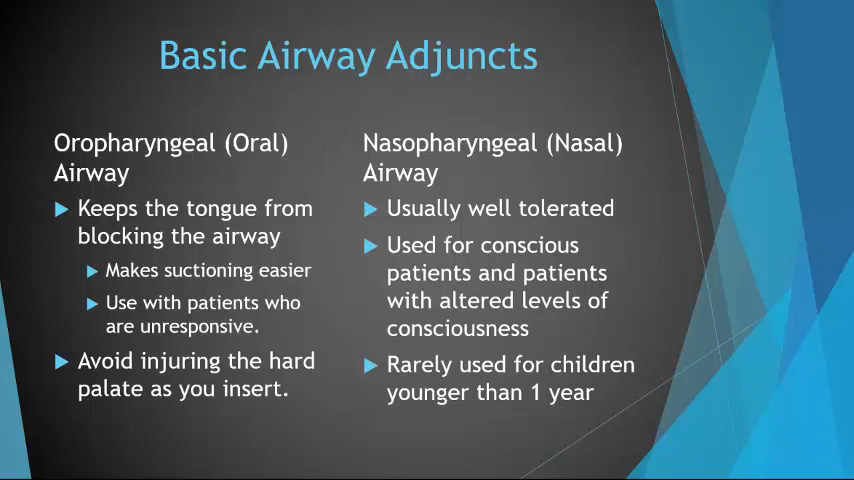 Basic Airway Adjuncts
Oropharyngeal (Oral)
Airway
Keeps the tongue from
blocking the airway
Makes suctioning easier
Use with patients who
are unresponsive.
Avoid injuring the hard
palate as you insert.
Nasopharyngeal (Nasal)
Airway
Usually well tolerated
Used for conscious
patients and patients
with altered levels of
consciousness
Rarely used for children
younger than 1 year